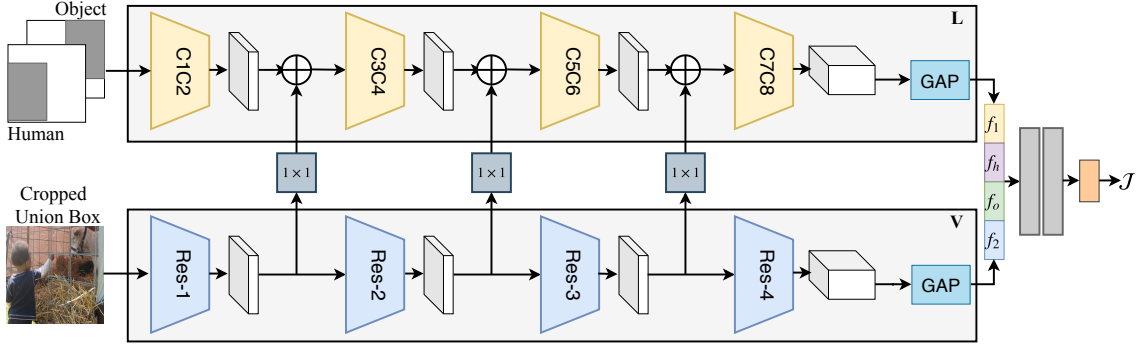 Object
Human
L
C1C2
C3C4
C5C6
C7C8
GAP
1 × 1
1 × 1
1 × 1
f₁
fₕ
fₒ
f₂
𝒥
Cropped
Union Box
V
Res-1
Res-2
Res-3
Res-4
GAP